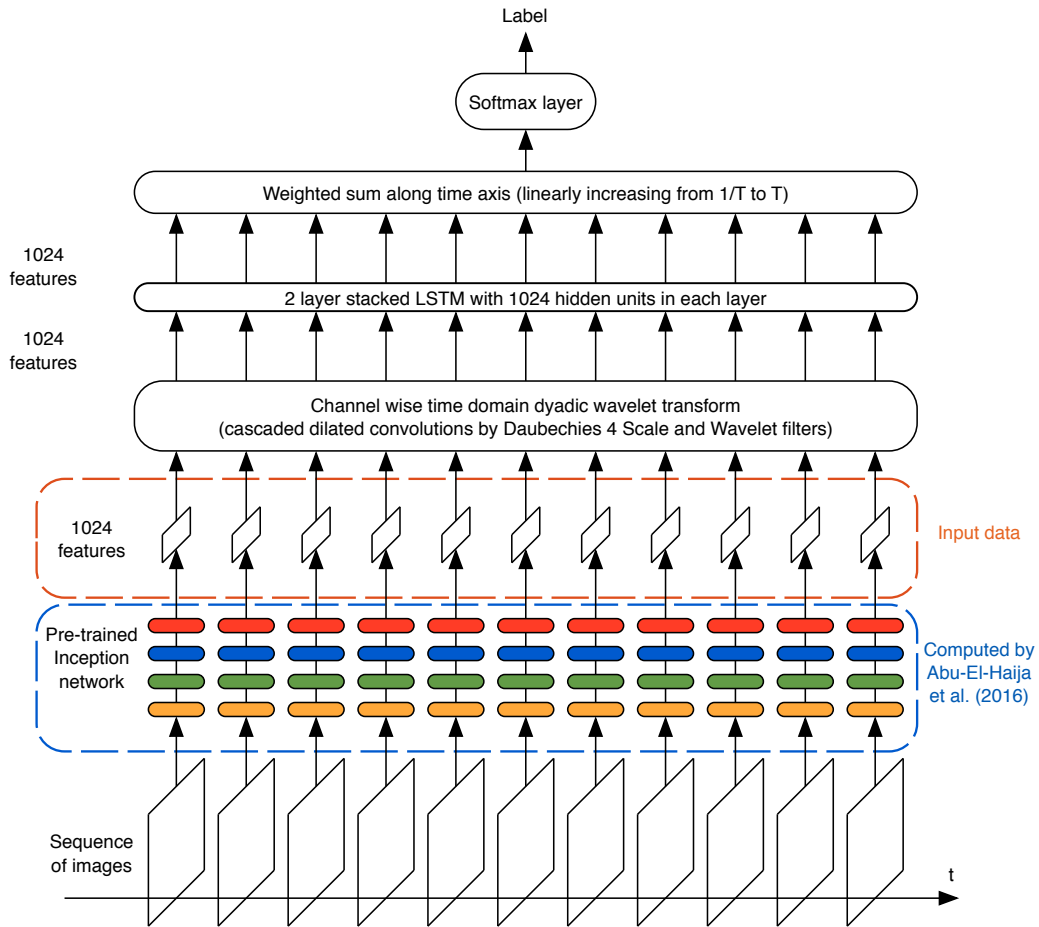 Label
Softmax layer
Weighted sum along time axis (linearly increasing from 1/T to T)
1024
features
2 layer stacked LSTM with 1024 hidden units in each layer
1024
features
Channel wise time domain dyadic wavelet transform
(cascaded dilated convolutions by Daubechies 4 Scale and Wavelet filters)
1024
features
Input data
Pre-trained
Inception
network
Computed by
Abu-El-Haija
et al. (2016)
Sequence
of images
t